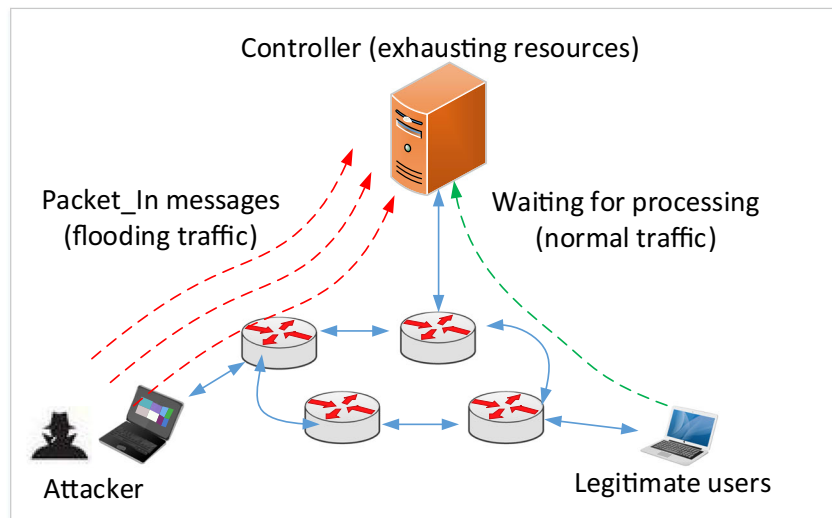 Controller (exhausting resources)
Packet_In messages
(flooding traffic)
Waiting for processing
(normal traffic)
Attacker
Legitimate users